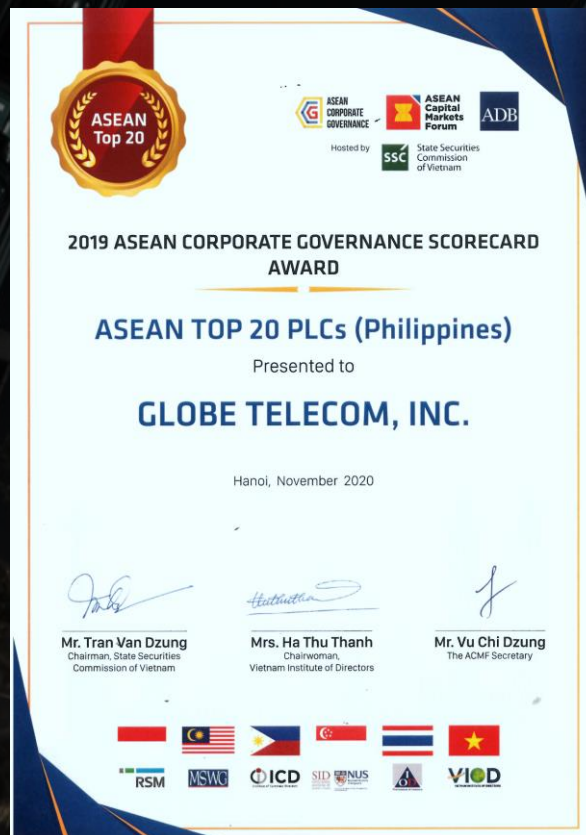 ASEAN
Top 20
ASEAN
CORPORATE
GOVERNANCE
ASEAN
Capital
Markets
Forum
ADB
Hosted by
SSC
State Securities
Commission
of Vietnam
2019 ASEAN CORPORATE GOVERNANCE SCORECARD
AWARD
ASEAN TOP 20 PLCs (Philippines)
Presented to
GLOBE TELECOM, INC.
Hanoi, November 2020
Mr. Tran Van Dzung
Chairman, State Securities
Commission of Vietnam
Mrs. Ha Thu Thanh
Chairwoman,
Vietnam Institute of Directors
Mr. Vu Chi Dzung
The ACMF Secretary
RSM
MSWG
ICD
SID
NUS
VIOD